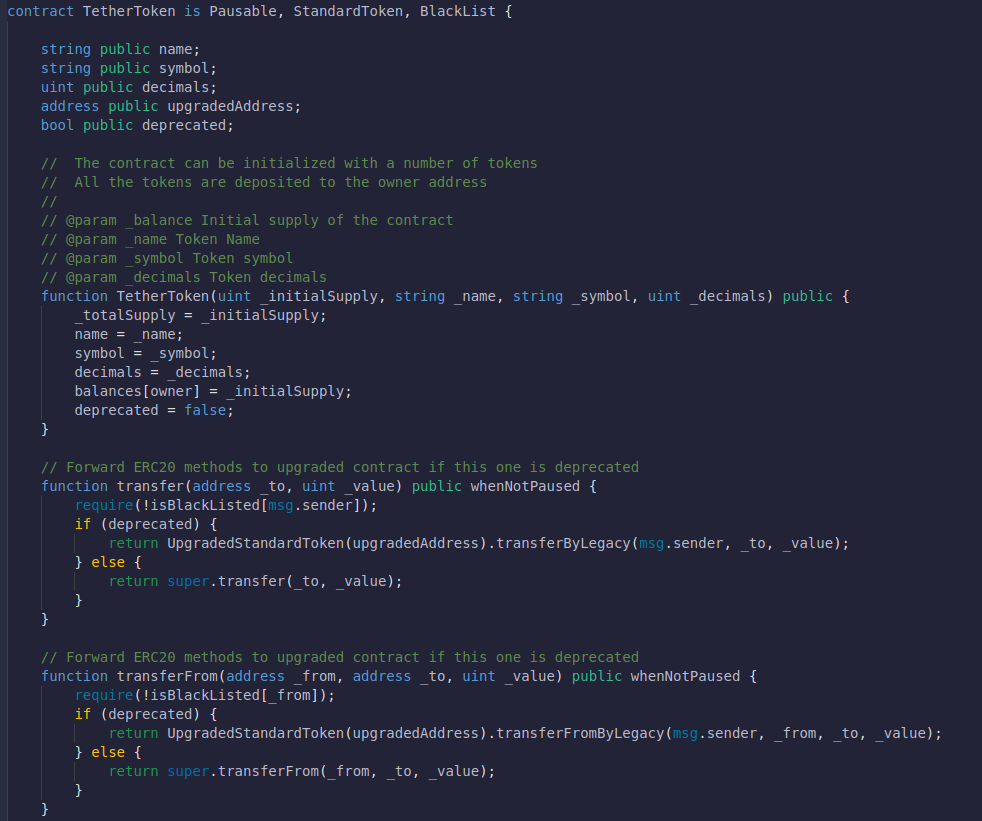 contract TetherToken is Pausable, StandardToken, BlackList {
string public name;
string public symbol;
uint public decimals;
address public upgradedAddress;
bool public deprecated;
//  The contract can be initialized with a number of tokens
//  All the tokens are deposited to the owner address
//
// @param _balance Initial supply of the contract
// @param _name Token Name
// @param _symbol Token symbol
// @param _decimals Token decimals
function TetherToken(uint _initialSupply, string _name, string _symbol, uint _decimals) public {
_totalSupply = _initialSupply;
name = _name;
symbol = _symbol;
decimals = _decimals;
balances[owner] = _initialSupply;
deprecated = false;
}
// Forward ERC20 methods to upgraded contract if this one is deprecated
function transfer(address _to, uint _value) public whenNotPaused {
require(!isBlackListed[msg.sender]);
if (deprecated) {
return UpgradedStandardToken(upgradedAddress).transferByLegacy(msg.sender, _to, _value);
} else {
return super.transfer(_to, _value);
}
}
// Forward ERC20 methods to upgraded contract if this one is deprecated
function transferFrom(address _from, address _to, uint _value) public whenNotPaused {
require(!isBlackListed[_from]);
if (deprecated) {
return UpgradedStandardToken(upgradedAddress).transferFromByLegacy(msg.sender, _from, _to, _value);
} else {
return super.transferFrom(_from, _to, _value);
}
}